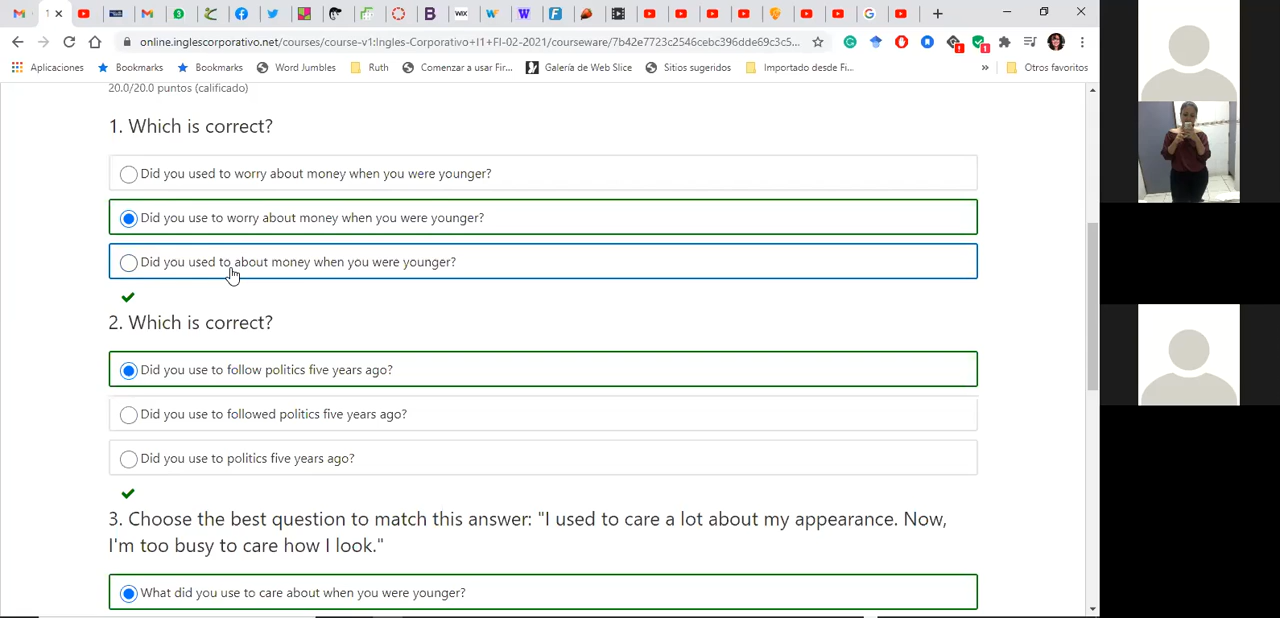 1
3
B
WiX
WF
W
F
G
online.inglescorporativo.net/courses/course-v1:Ingles-Corporativo+I1+FI-02-2021/courseware/7b42e7723c2546cebc396dde69c3c5...
1
Aplicaciones Bookmarks Bookmarks Word Jumbles Ruth Comenzar a usar Fir... Galería de Web Slice Sitios sugeridos Importado desde Fi... » Otros favoritos
20.0/20.0 puntos (calificado)
1. Which is correct?
Did you used to worry about money when you were younger?
Did you use to worry about money when you were younger?
Did you used to about money when you were younger?
2. Which is correct?
Did you use to follow politics five years ago?
Did you use to followed politics five years ago?
Did you use to politics five years ago?
3. Choose the best question to match this answer: "I used to care a lot about my appearance. Now,
I'm too busy to care how I look."
What did you use to care about when you were younger?